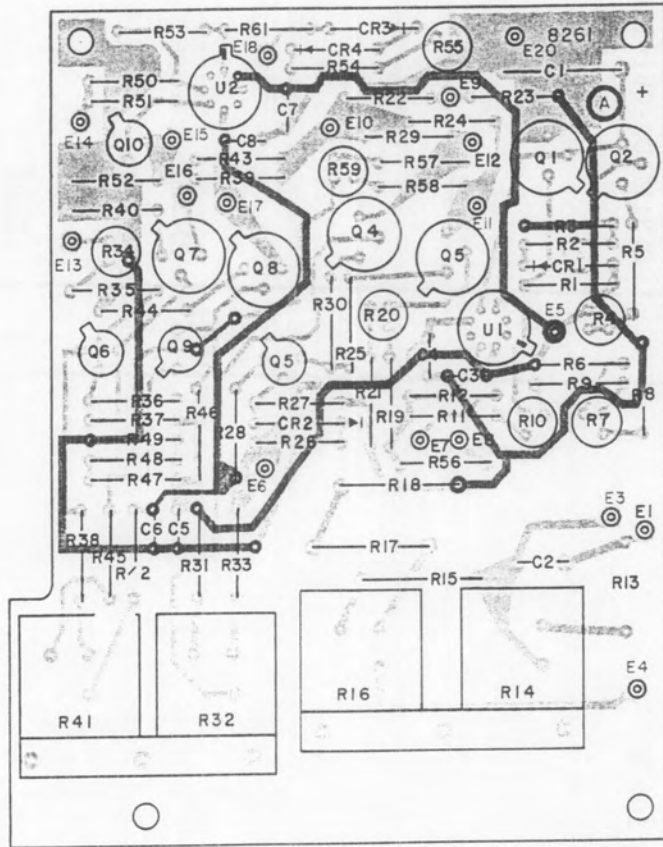 R53 R61 CR3 8261
E18 CR4 R55 E20
R54
R50 U2 E9 C1
R51 C7 R22 R23 +
A
E14 E15 E10 R24
Q10 C8 R29 E12 Q1 Q2
R43 R57
R52 E16 R39 R59 R58
R40 E17 E11 R3
Q4 R2 R5
E13 R34 Q7 Q5 CR1
R35 Q8 R1
R44 R30 R20 U1 E5 R4
Q6 Q9 Q5 R25 R6
R21 C3 R9 R8
R36 R46 R27 R19 R12
R37 CR2 R11 R10 R7
R49 R28 R26 E7 E8
R48 R56
R47 E6 R18
E3 E1
R38 C6 C5 R17
R45 C2
R/2 R31 R33 R15 R13
E4
R16 R14
R41 R32